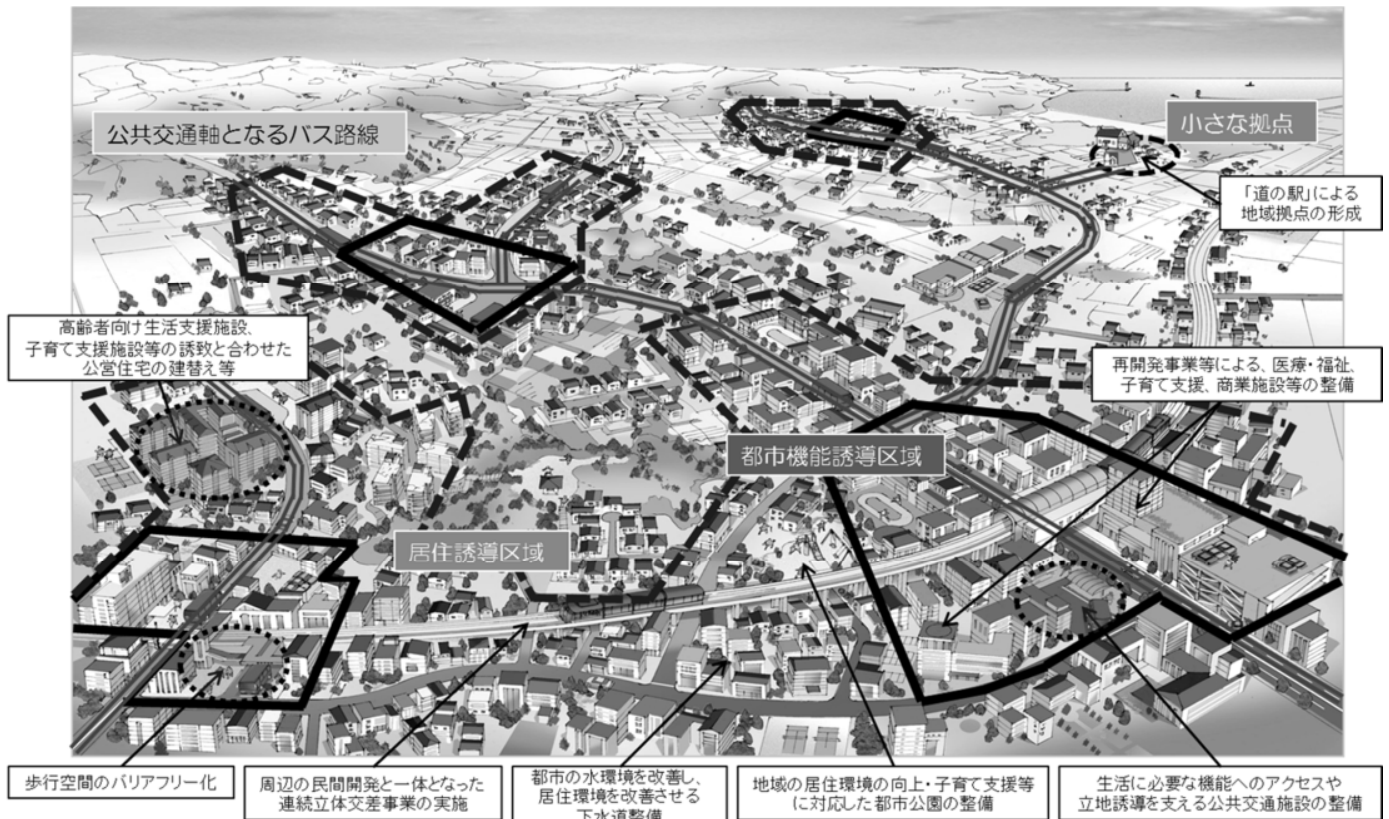 公共交通軸となるバス路線
小さな拠点
「道の駅」による
地域拠点の形成
高齢者向け生活支援施設、
子育て支援施設等の誘致と合わせた
公営住宅の建替え等
再開発事業等による、医療・福祉、
子育て支援、商業施設等の整備
都市機能誘導区域
居住誘導区域
歩行空間のバリアフリー化
周辺の民間開発と一体となった
連続立体交差事業の実施
都市の水環境を改善し、
居住環境を改善させる
下水道整備
地域の居住環境の向上・子育て支援等
に対応した都市公園の整備
生活に必要な機能へのアクセスや
立地誘導を支える公共交通施設の整備